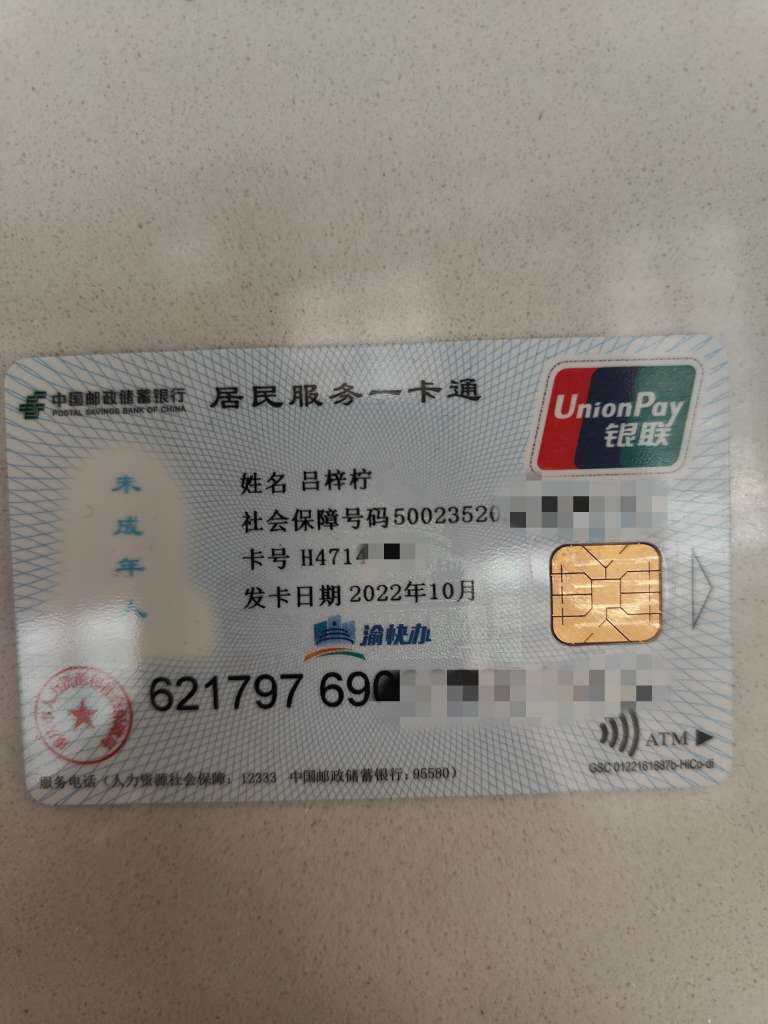 中国邮政储蓄银行
POSTAL SAVINGS BANK OF CHINA
居民服务一卡通
UnionPay
银联
未成年人
姓名 吕梓柠
社会保障号码50023520
卡号 H4714
发卡日期 2022年10月
渝快办
621797 690
ATM
GSC 0122161687b-HiCo-di
服务电话（人力资源社会保障：12333 中国邮政储蓄银行：95580）